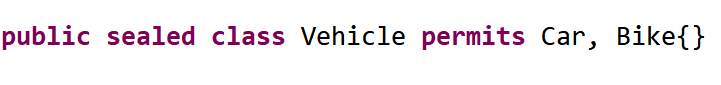 public sealed class Vehicle permits Car, Bike{}